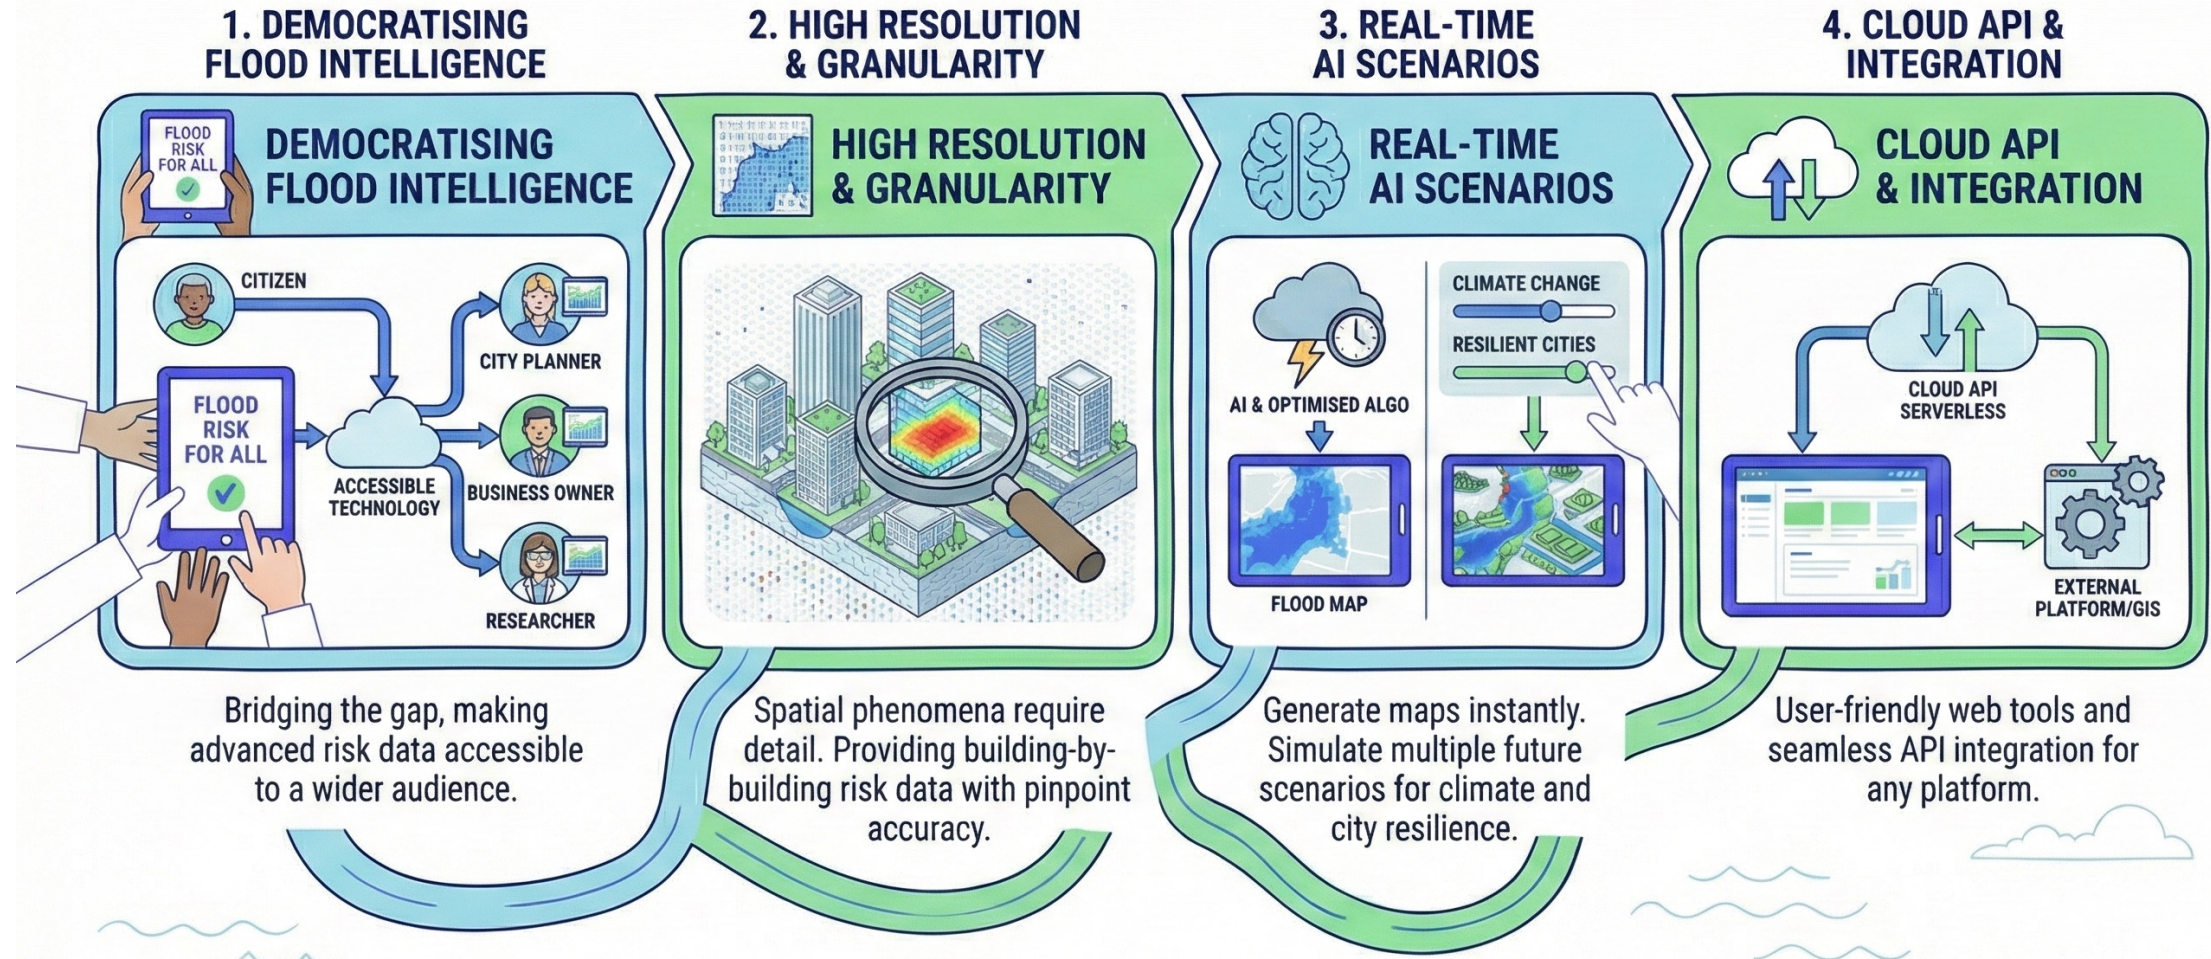 1. DEMOCRATISING
FLOOD INTELLIGENCE
FLOOD
RISK
FOR ALL
DEMOCRATISING
FLOOD INTELLIGENCE
CITIZEN
CITY PLANNER
FLOOD
RISK
FOR ALL
ACCESSIBLE
TECHNOLOGY
BUSINESS OWNER
RESEARCHER
Bridging the gap, making
advanced risk data accessible
to a wider audience.
2. HIGH RESOLUTION
& GRANULARITY
HIGH RESOLUTION
& GRANULARITY
Spatial phenomena require
detail. Providing building-by-
building risk data with pinpoint
accuracy.
3. REAL-TIME
AI SCENARIOS
REAL-TIME
AI SCENARIOS
AI & OPTIMISED ALGO
FLOOD MAP
CLIMATE CHANGE
RESILIENT CITIES
Generate maps instantly.
Simulate multiple future
scenarios for climate and
city resilience.
4. CLOUD API &
INTEGRATION
CLOUD API
& INTEGRATION
CLOUD API
SERVERLESS
EXTERNAL
PLATFORM/GIS
User-friendly web tools and
seamless API integration for
any platform.